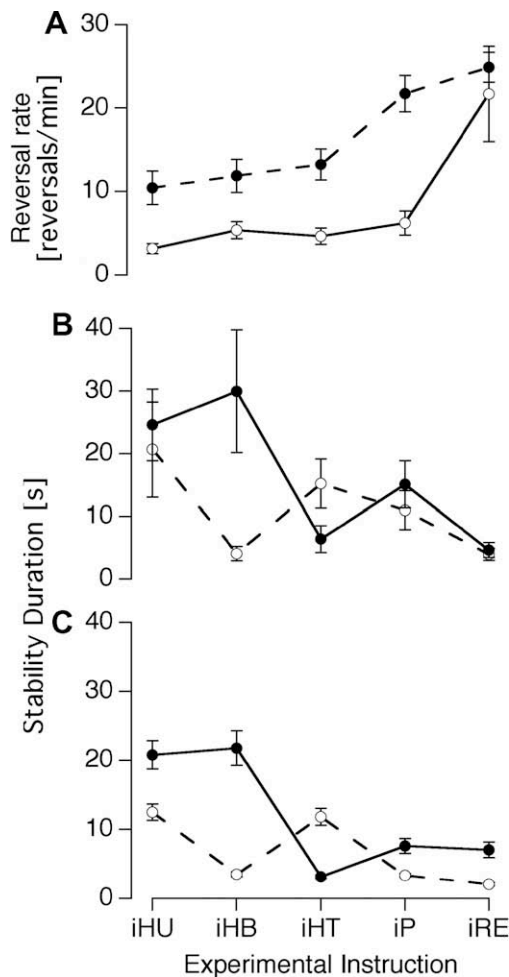 A
30
20
10
0
Reversal rate
[reversals/min]
B
40
30
20
10
0
Stability Duration [s]
C
40
30
20
10
0
iHU iHB iHT iP iRE
Experimental Instruction